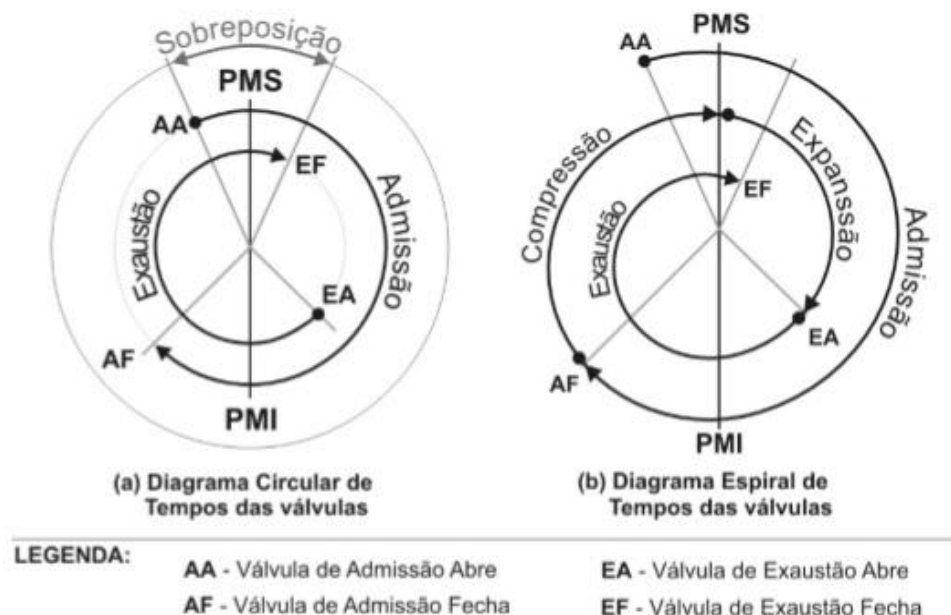 Sobreposição
PMS
AA
EF
Exaustão
Admissão
EA
AF
PMI
(a) Diagrama Circular de
Tempos das válvulas
PMS
AA
Compressão
Expanssão
EF
Exaustão
Admissão
EA
AF
PMI
(b) Diagrama Espiral de
Tempos das válvulas
LEGENDA:
AA - Válvula de Admissão Abre
EA - Válvula de Exaustão Abre
AF - Válvula de Admissão Fecha
EF - Válvula de Exaustão Fecha